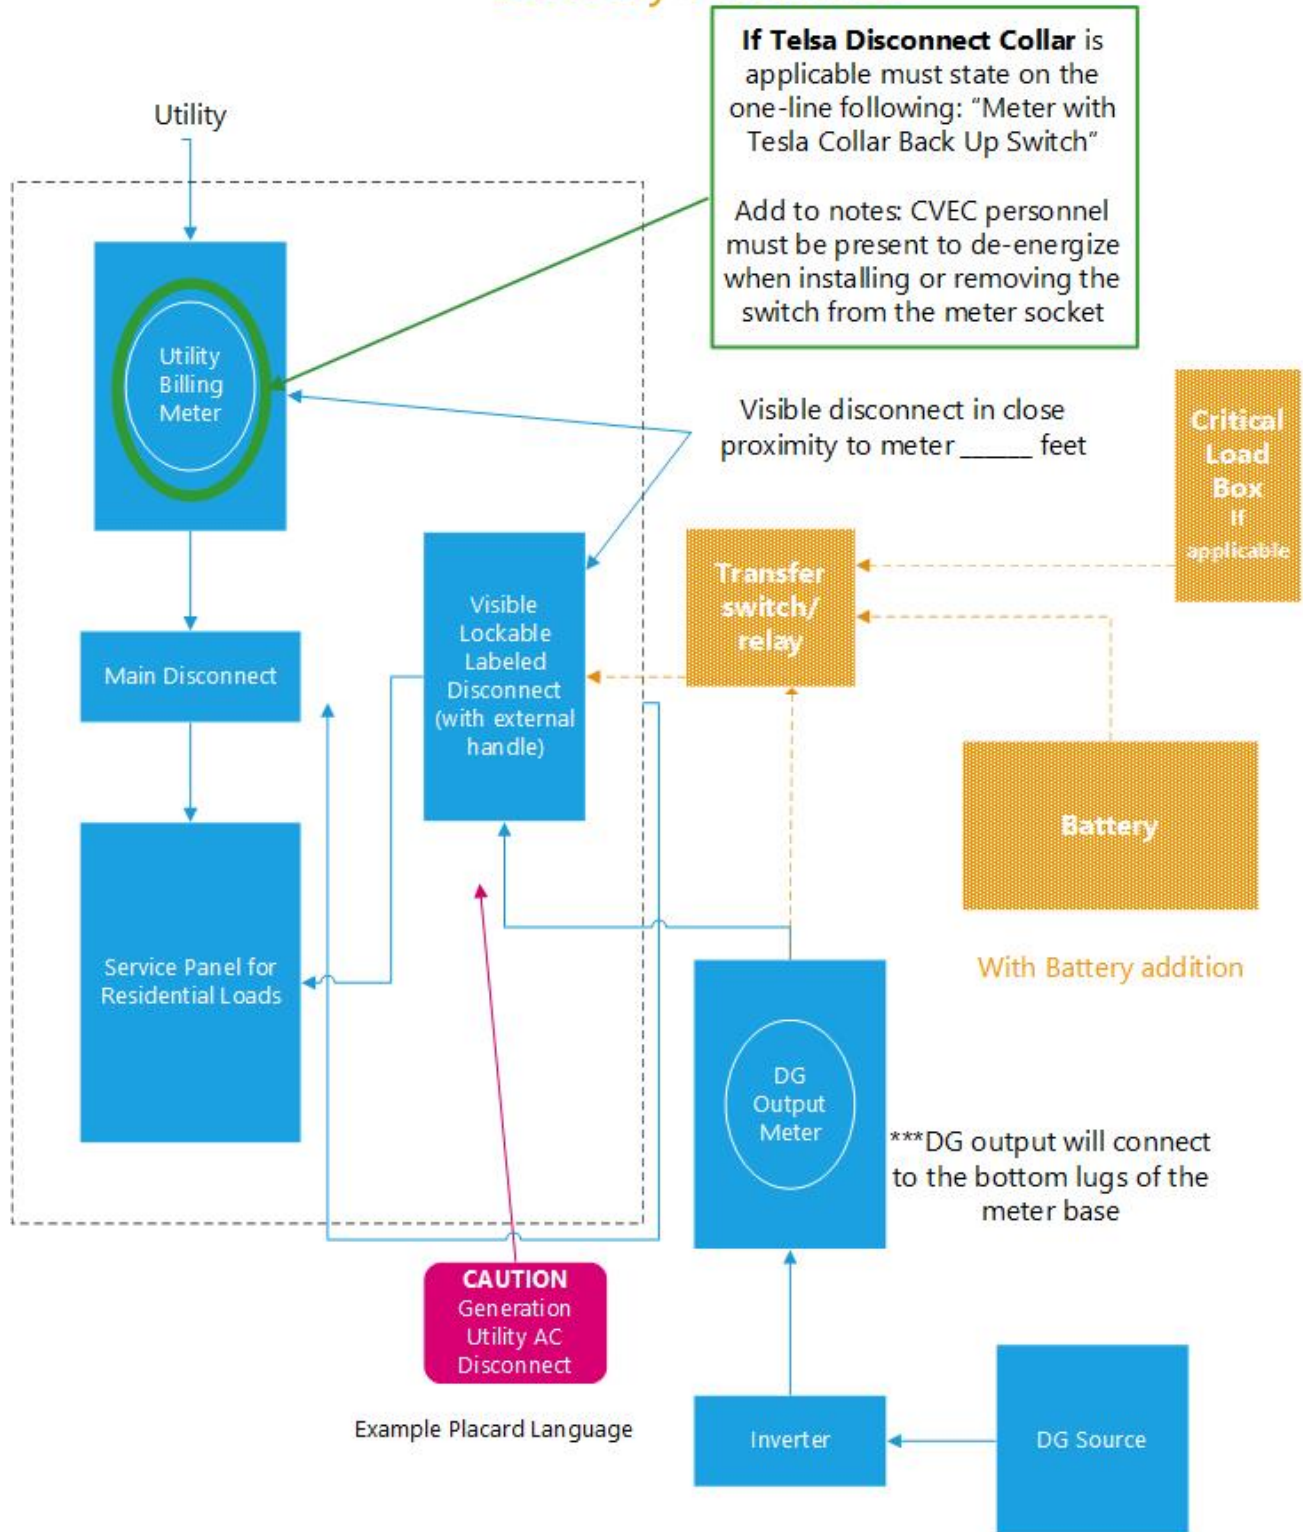 If Telsa Disconnect Collar is
applicable must state on the
one-line following: “Meter with
Tesla Collar Back Up Switch”
Add to notes: CVEC personnel
must be present to de-energize
when installing or removing the
switch from the meter socket
Utility
Utility
Billing
Meter
Visible disconnect in close
proximity to meter ______ feet
Critical
Load
Box
If
applicable
Transfer
switch/
relay
Visible
Lockable
Labeled
Disconnect
(with external
handle)
Main Disconnect
Battery
With Battery addition
Service Panel for
Residential Loads
DG
Output
Meter
***DG output will connect
to the bottom lugs of the
meter base
CAUTION
Generation
Utility AC
Disconnect
Example Placard Language
Inverter
DG Source